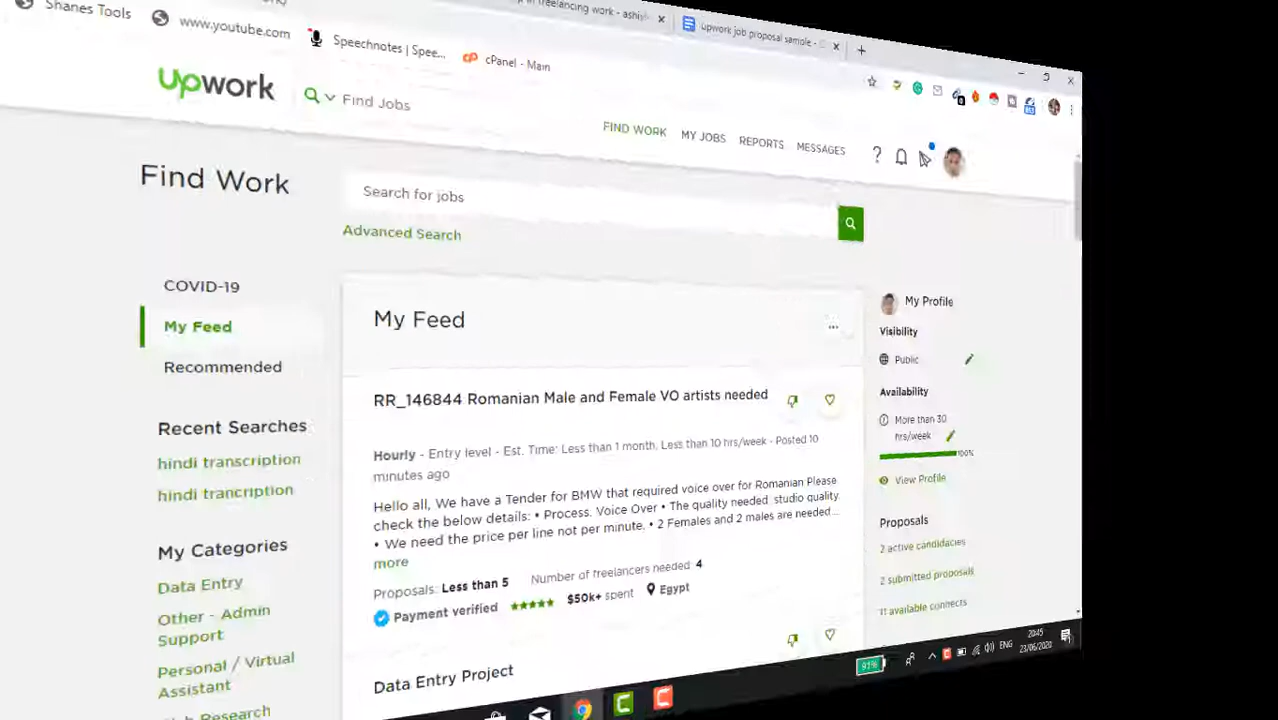 in freelancing work - ashi
upwork job proposal sample -
Shanes Tools
www.youtube.com
Speechnotes | Spee...
cPanel - Main
upwork
Find Jobs
FIND WORK
MY JOBS
REPORTS
MESSAGES
?
Find Work
Search for jobs
Advanced Search
COVID-19
My Feed
Recommended
Recent Searches
hindi transcription
hindi trancription
My Categories
Data Entry
Other - Admin
Support
Personal / Virtual
Assistant
Research
My Feed
RR_146844 Romanian Male and Female VO artists needed
Hourly - Entry level - Est. Time: Less than 1 month, Less than 10 hrs/week - Posted 10
minutes ago
Hello all, We have a Tender for BMW that required voice over for Romanian Please
check the below details: • Process. Voice Over • The quality needed studio quality
• We need the price per line not per minute. • 2 Females and 2 males are needed...
more
Proposals: Less than 5
Number of freelancers needed 4
Payment verified
$50k+ spent
Egypt
Data Entry Project
My Profile
Visibility
Public
Availability
More than 30
hrs/week
100%
View Profile
Proposals
2 active candidacies
2 submitted proposals
11 available connects
91%
ENG
20:45
23/06/2020